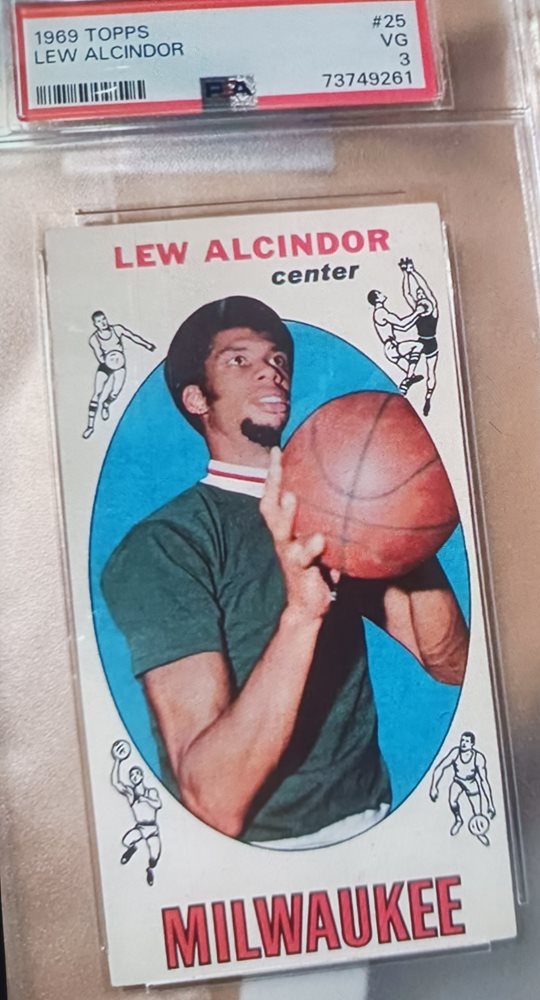 1969 TOPPS #25
LEW ALCINDOR VG
3
PSA 73749261
LEW ALCINDOR
center
MILWAUKEE